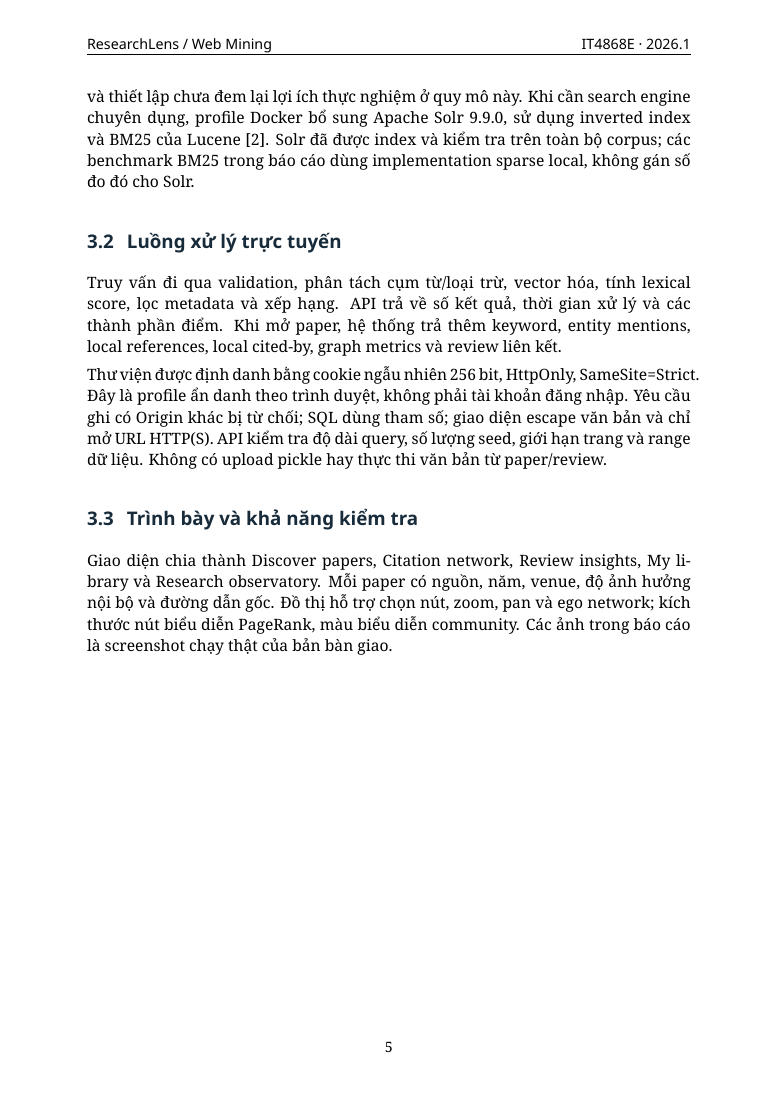 ResearchLens / Web Mining IT4868E · 2026.1
và thiết lập chưa đem lại lợi ích thực nghiệm ở quy mô này. Khi cần search engine
chuyên dụng, profile Docker bổ sung Apache Solr 9.9.0, sử dụng inverted index
và BM25 của Lucene [2]. Solr đã được index và kiểm tra trên toàn bộ corpus; các
benchmark BM25 trong báo cáo dùng implementation sparse local, không gán số
đo đó cho Solr.
3.2 Luồng xử lý trực tuyến
Truy vấn đi qua validation, phân tách cụm từ/loại trừ, vector hóa, tính lexical
score, lọc metadata và xếp hạng. API trả về số kết quả, thời gian xử lý và các
thành phần điểm. Khi mở paper, hệ thống trả thêm keyword, entity mentions,
local references, local cited-by, graph metrics và review liên kết.
Thư viện được định danh bằng cookie ngẫu nhiên 256 bit, HttpOnly, SameSite=Strict.
Đây là profile ẩn danh theo trình duyệt, không phải tài khoản đăng nhập. Yêu cầu
ghi có Origin khác bị từ chối; SQL dùng tham số; giao diện escape văn bản và chỉ
mở URL HTTP(S). API kiểm tra độ dài query, số lượng seed, giới hạn trang và range
dữ liệu. Không có upload pickle hay thực thi văn bản từ paper/review.
3.3 Trình bày và khả năng kiểm tra
Giao diện chia thành Discover papers, Citation network, Review insights, My li-
brary và Research observatory. Mỗi paper có nguồn, năm, venue, độ ảnh hưởng
nội bộ và đường dẫn gốc. Đồ thị hỗ trợ chọn nút, zoom, pan và ego network; kích
thước nút biểu diễn PageRank, màu biểu diễn community. Các ảnh trong báo cáo
là screenshot chạy thật của bản bàn giao.
5